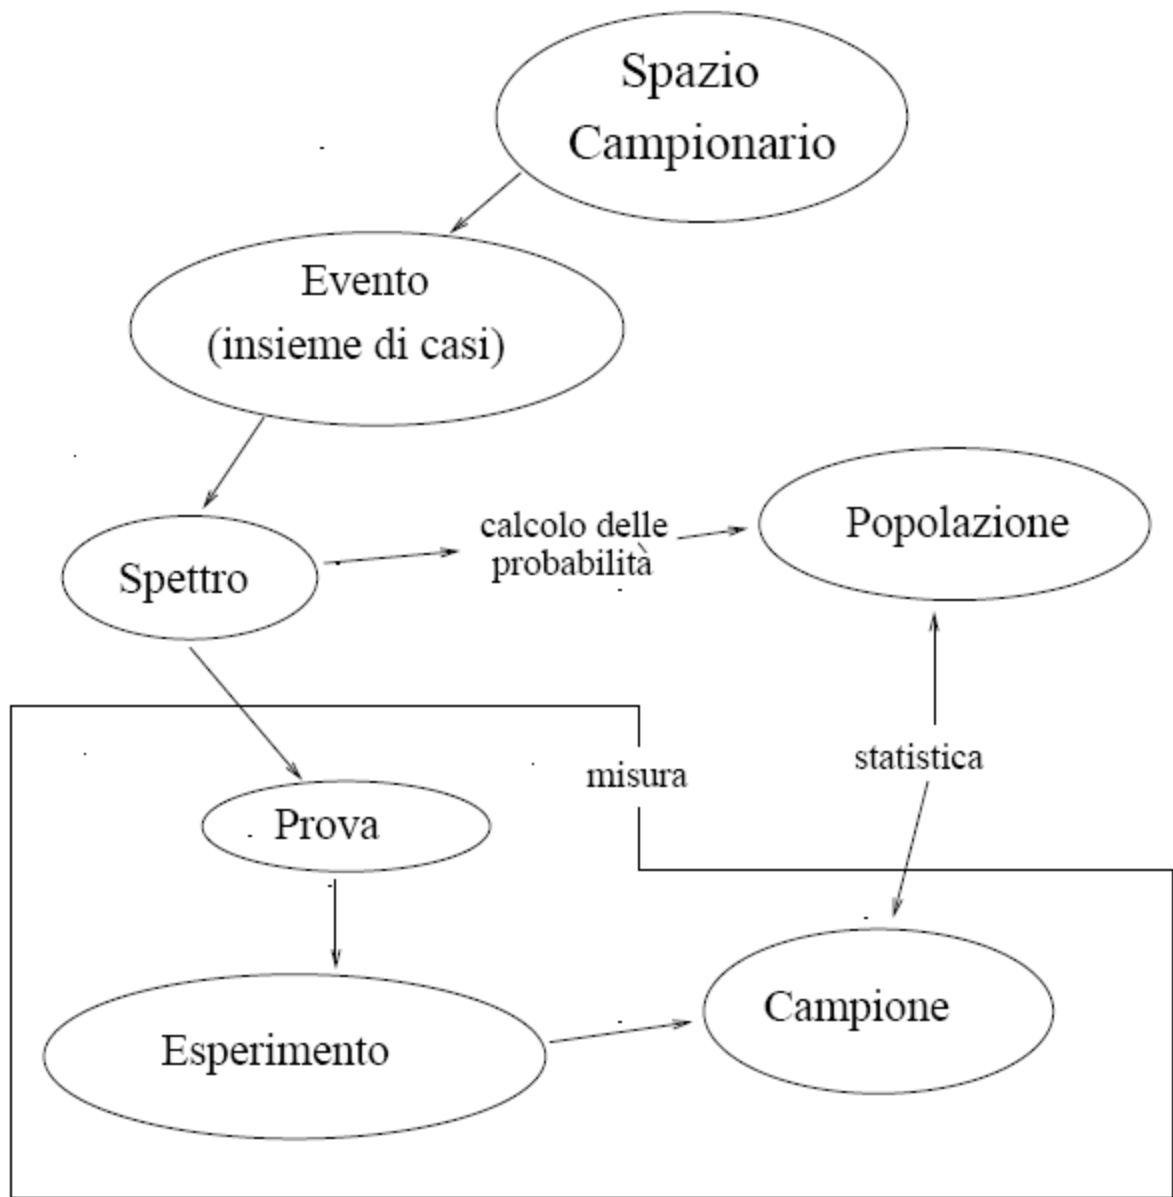 Spazio
Campionario
Evento
(insieme di casi)
Spettro
calcolo delle
probabilità
Popolazione
misura
statistica
Prova
Esperimento
Campione